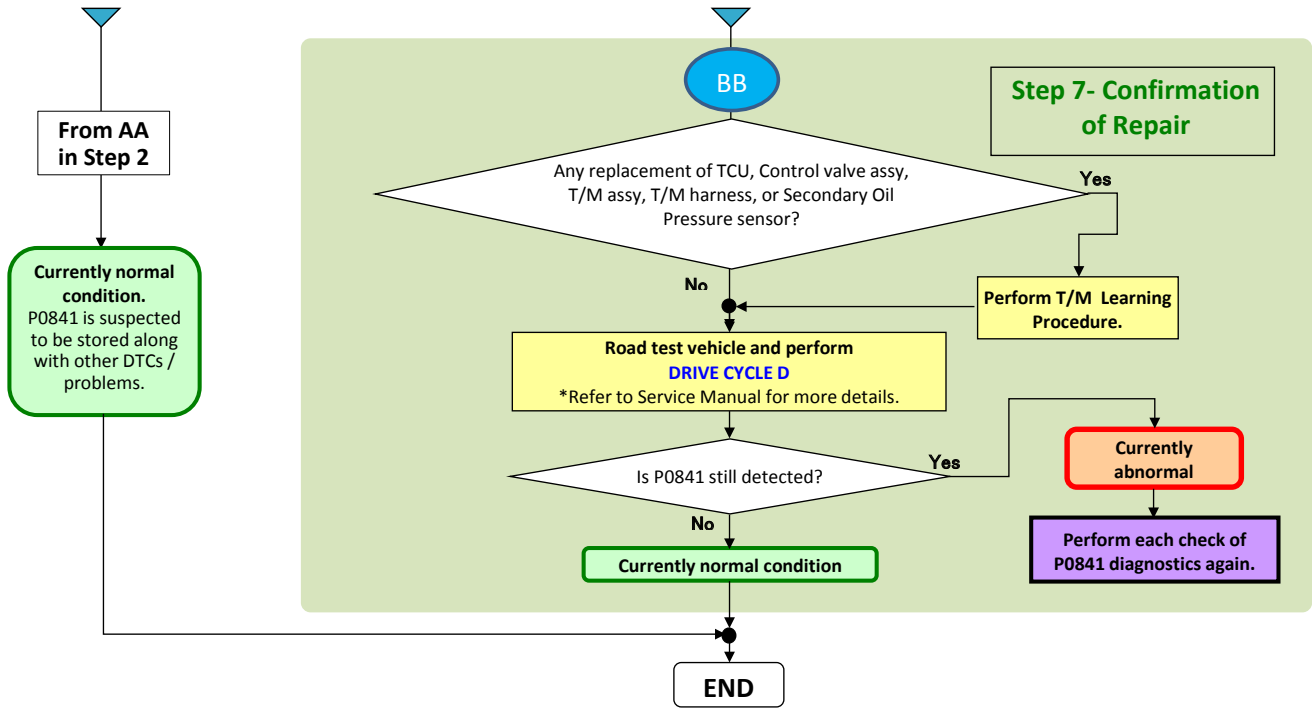 From AA
in Step 2
Currently normal
condition.
P0841 is suspected
to be stored along
with other DTCs /
problems.
BB
Step 7- Confirmation
of Repair
Any replacement of TCU, Control valve assy,
T/M assy, T/M harness, or Secondary Oil
Pressure sensor?
Yes
No
Perform T/M Learning
Procedure.
Road test vehicle and perform
DRIVE CYCLE D
*Refer to Service Manual for more details.
Is P0841 still detected?
Yes
No
Currently
abnormal
Perform each check of
P0841 diagnostics again.
Currently normal condition
END